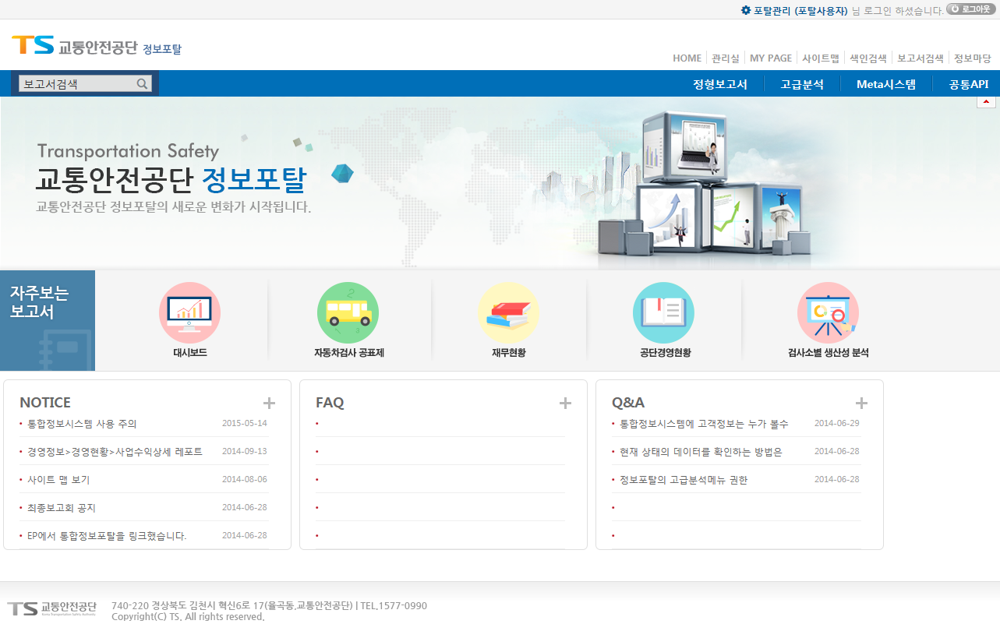 포탈관리 (포탈사용자) 님 로그인 하셨습니다. 로그아웃
TS 교통안전공단 정보포탈
HOME 관리실 MY PAGE 사이트맵 색인검색 보고서검색 정보마당
보고서검색
정형보고서 고급분석 Meta시스템 공통API
Transportation Safety
교통안전공단 정보포탈
교통안전공단 정보포탈의 새로운 변화가 시작됩니다.
자주보는
보고서
대시보드 자동차검사 공표제 재무현황 공단경영현황 검사소별 생산성 분석
NOTICE
통합정보시스템 사용 주의 2015-05-14
경영정보>경영현황>사업수익상세 레포트 2014-09-13
사이트 맵 보기 2014-08-06
최종보고회 공지 2014-06-28
EP에서 통합정보포탈을 링크했습니다. 2014-06-28
FAQ
Q&A
통합정보시스템에 고객정보는 누가 볼수 2014-06-29
현재 상태의 데이터를 확인하는 방법은 2014-06-28
정보포탈의 고급분석메뉴 권한 2014-06-28
TS 교통안전공단
Korea Transportation Safety Authority
740-220 경상북도 김천시 혁신6로 17(율곡동,교통안전공단) | TEL.1577-0990
Copyright(C) TS. All rights reserved.